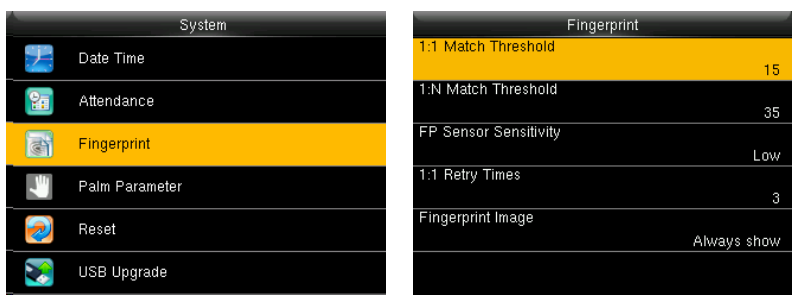 System
Date Time
Attendance
Fingerprint
Palm Parameter
Reset
USB Upgrade
Fingerprint
1:1 Match Threshold
15
1:N Match Threshold
35
FP Sensor Sensitivity
Low
1:1 Retry Times
3
Fingerprint Image
Always show